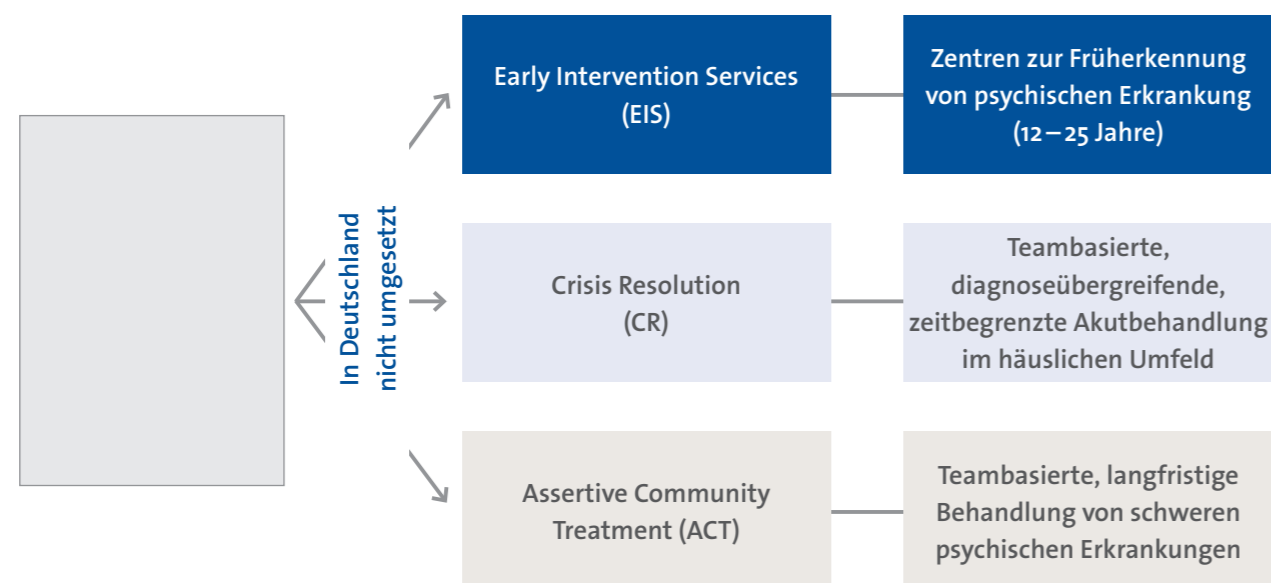 In Deutschland
nicht umgesetzt
Early Intervention Services
(EIS)
Zentren zur Früherkennung
von psychischen Erkrankung
(12 – 25 Jahre)
Crisis Resolution
(CR)
Teambasierte,
diagnoseübergreifende,
zeitbegrenzte Akutbehandlung
im häuslichen Umfeld
Assertive Community
Treatment (ACT)
Teambasierte, langfristige
Behandlung von schweren
psychischen Erkrankungen